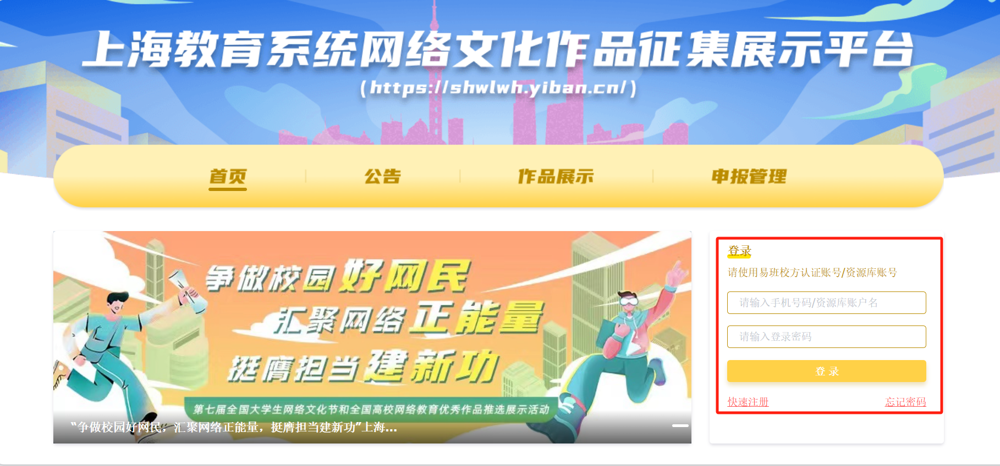 上海教育系统网络文化作品征集展示平台
(https://shwlwh.yiban.cn/)
首页
公告
作品展示
申报管理
争做校园好网民
汇聚网络正能量
挺膺担当建新功
第七届全国大学生网络文化节和全国高校网络教育优秀作品推选展示活动
“争做校园好网民，汇聚网络正能量，挺膺担当建新功”上海...
登录
请使用易班校方认证账号/资源库账号
请输入手机号码/资源库账户名
请输入登录密码
登 录
快速注册
忘记密码